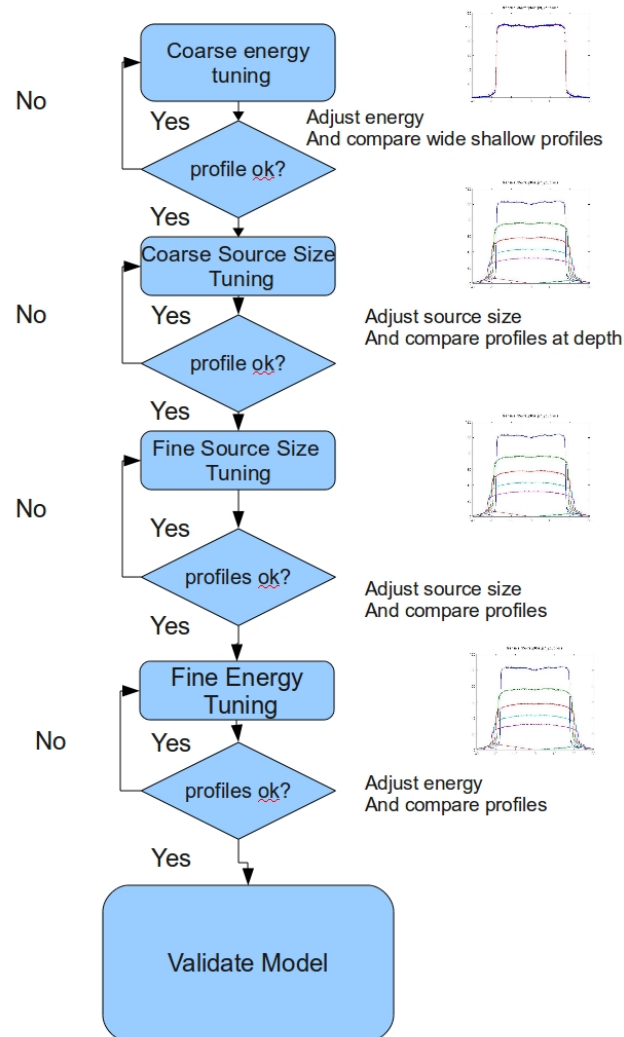 Coarse energy
tuning
No
Yes
Adjust energy
And compare wide shallow profiles
profile ok?
Yes
Coarse Source Size
Tuning
No
Yes
Adjust source size
And compare profiles at depth
profile ok?
Yes
Fine Source Size
Tuning
No
Yes
profiles ok?
Adjust source size
And compare profiles
Yes
Fine Energy
Tuning
No
Yes
profiles ok?
Adjust energy
And compare profiles
Yes
Validate Model